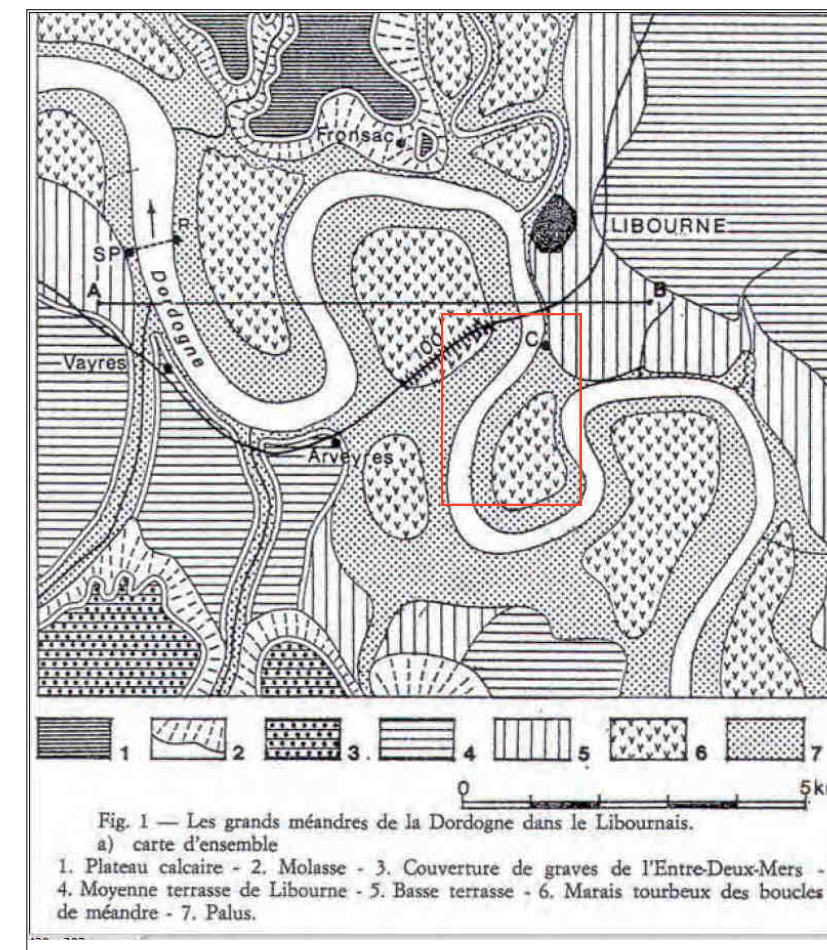 Fronsac
LIBOURNE
P
SP
A
B
Dordogne
100
C
Vayres
Arveyres
1 2 3. 4 5 6 7
0 5 km
Fig. 1 — Les grands méandres de la Dordogne dans le Libournais.
a) carte d'ensemble
1. Plateau calcaire - 2. Molasse - 3. Couverture de graves de l'Entre-Deux-Mers -
4. Moyenne terrasse de Libourne - 5. Basse terrasse - 6. Marais tourbeux des boucles
de méandre - 7. Palus.